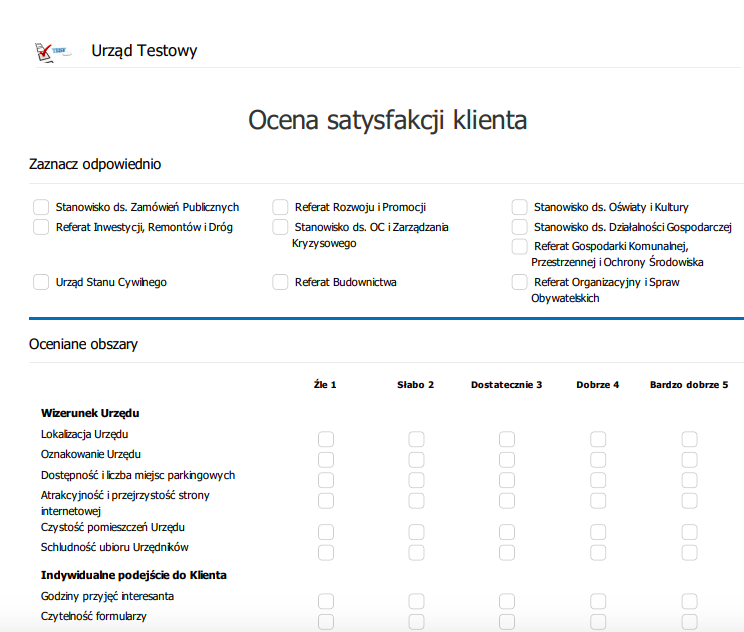 Urząd Testowy
Ocena satysfakcji klienta
Zaznacz odpowiednio
Stanowisko ds. Zamówień Publicznych
Referat Rozwoju i Promocji
Stanowisko ds. Oświaty i Kultury
Referat Inwestycji, Remontów i Dróg
Stanowisko ds. OC i Zarządzania
Kryzysowego
Stanowisko ds. Działalności Gospodarczej
Referat Gospodarki Komunalnej,
Przestrzennej i Ochrony Środowiska
Urząd Stanu Cywilnego
Referat Budownictwa
Referat Organizacyjny i Spraw
Obywatelskich
Oceniane obszary
Źle 1 Słabo 2 Dostatecznie 3 Dobrze 4 Bardzo dobrze 5
Wizerunek Urzędu
Lokalizacja Urzędu
Oznakowanie Urzędu
Dostępność i liczba miejsc parkingowych
Atrakcyjność i przejrzystość strony
internetowej
Czystość pomieszczeń Urzędu
Schludność ubioru Urzędników
Indywidualne podejście do Klienta
Godziny przyjęć interesanta
Czytelność formularzy